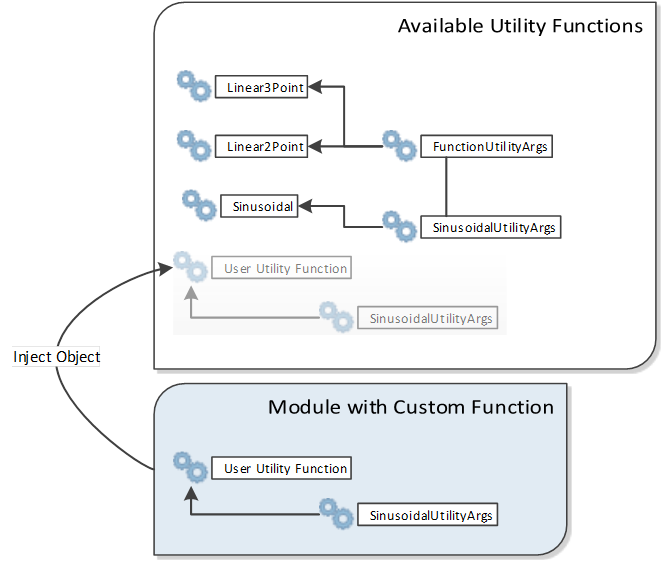 Available Utility Functions
Linear3Point
Linear2Point
FunctionUtilityArgs
Sinusoidal
SinusoidalUtilityArgs
User Utility Function
SinusoidalUtilityArgs
Inject Object
Module with Custom Function
User Utility Function
SinusoidalUtilityArgs